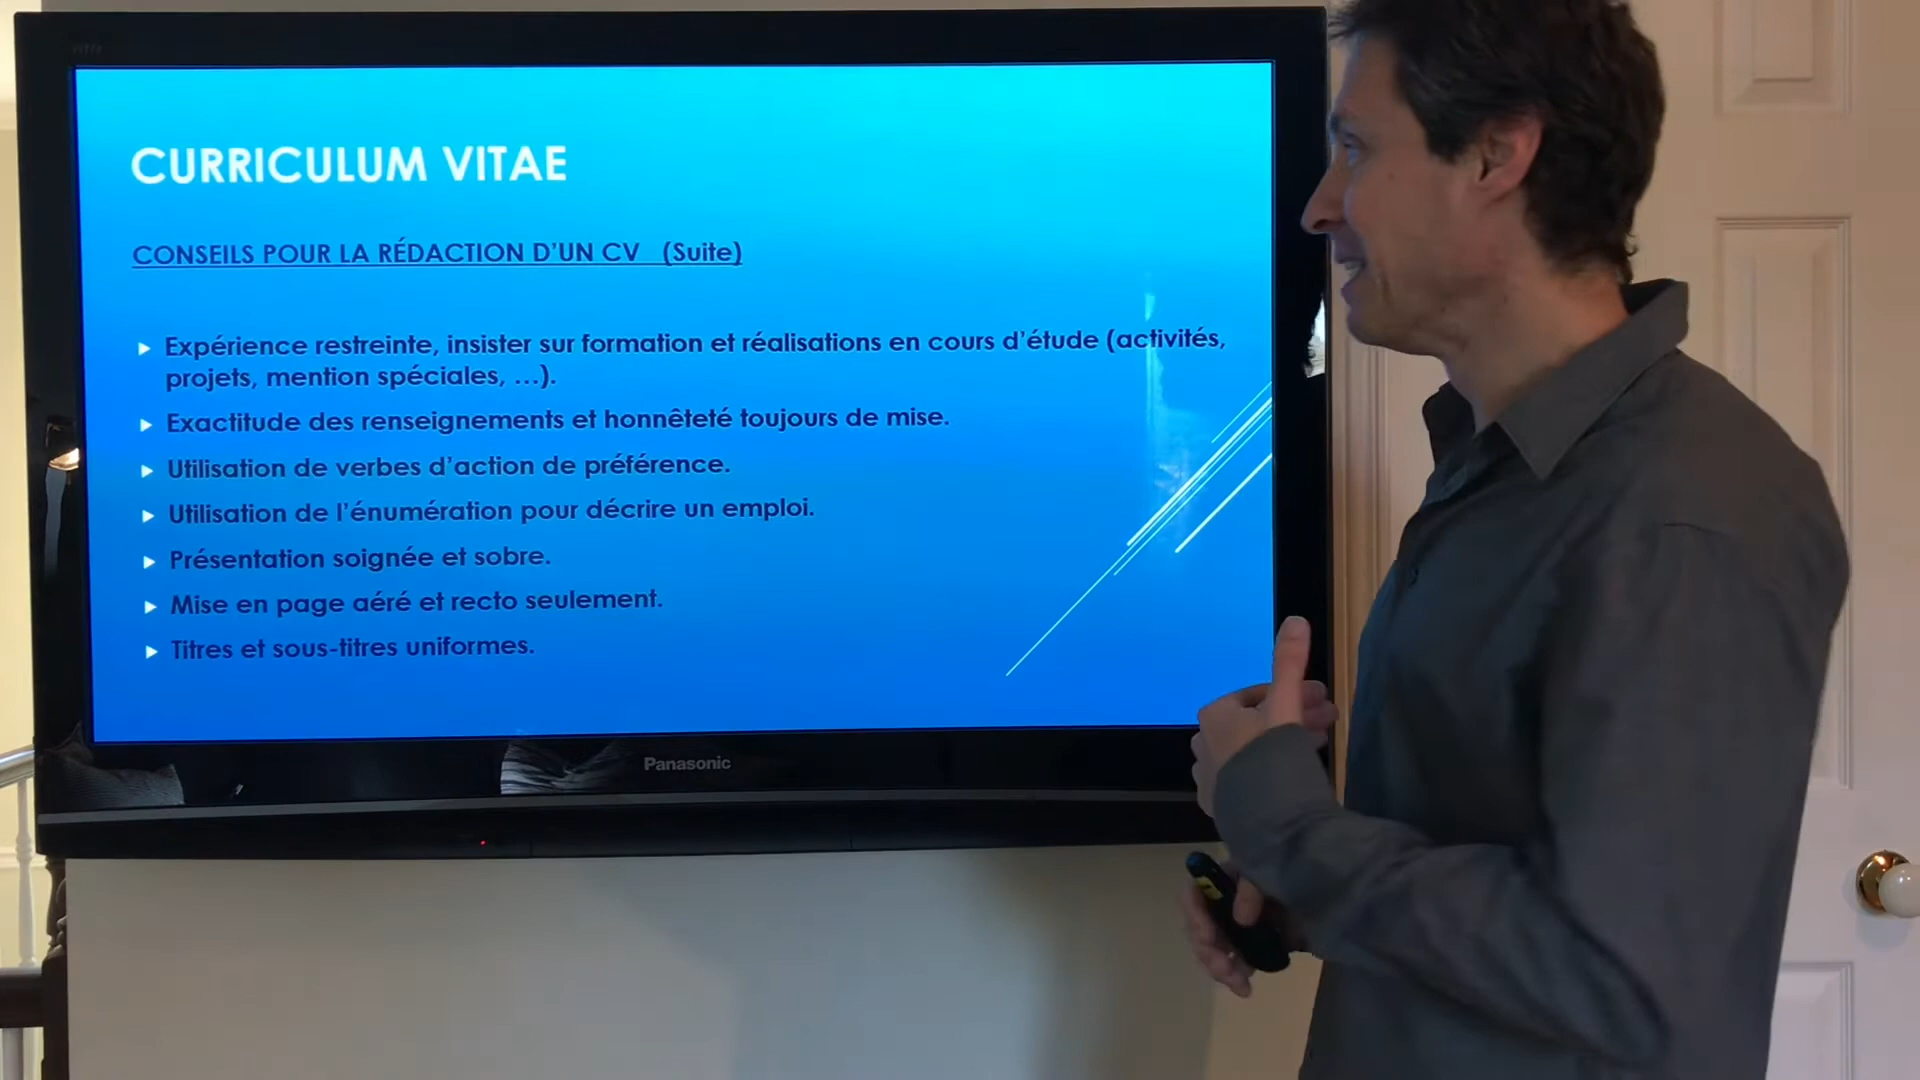 CURRICULUM VITAE
CONSEILS POUR LA RÉDACTION D'UN CV (Suite)
Expérience restreinte, insister sur formation et réalisations en cours d'étude (activités,
projets, mention spéciales, ...).
Exactitude des renseignements et honnêteté toujours de mise.
Utilisation de verbes d'action de préférence.
Utilisation de l'énumération pour décrire un emploi.
Présentation soignée et sobre.
Mise en page aéré et recto seulement.
Titres et sous-titres uniformes.
Panasonic